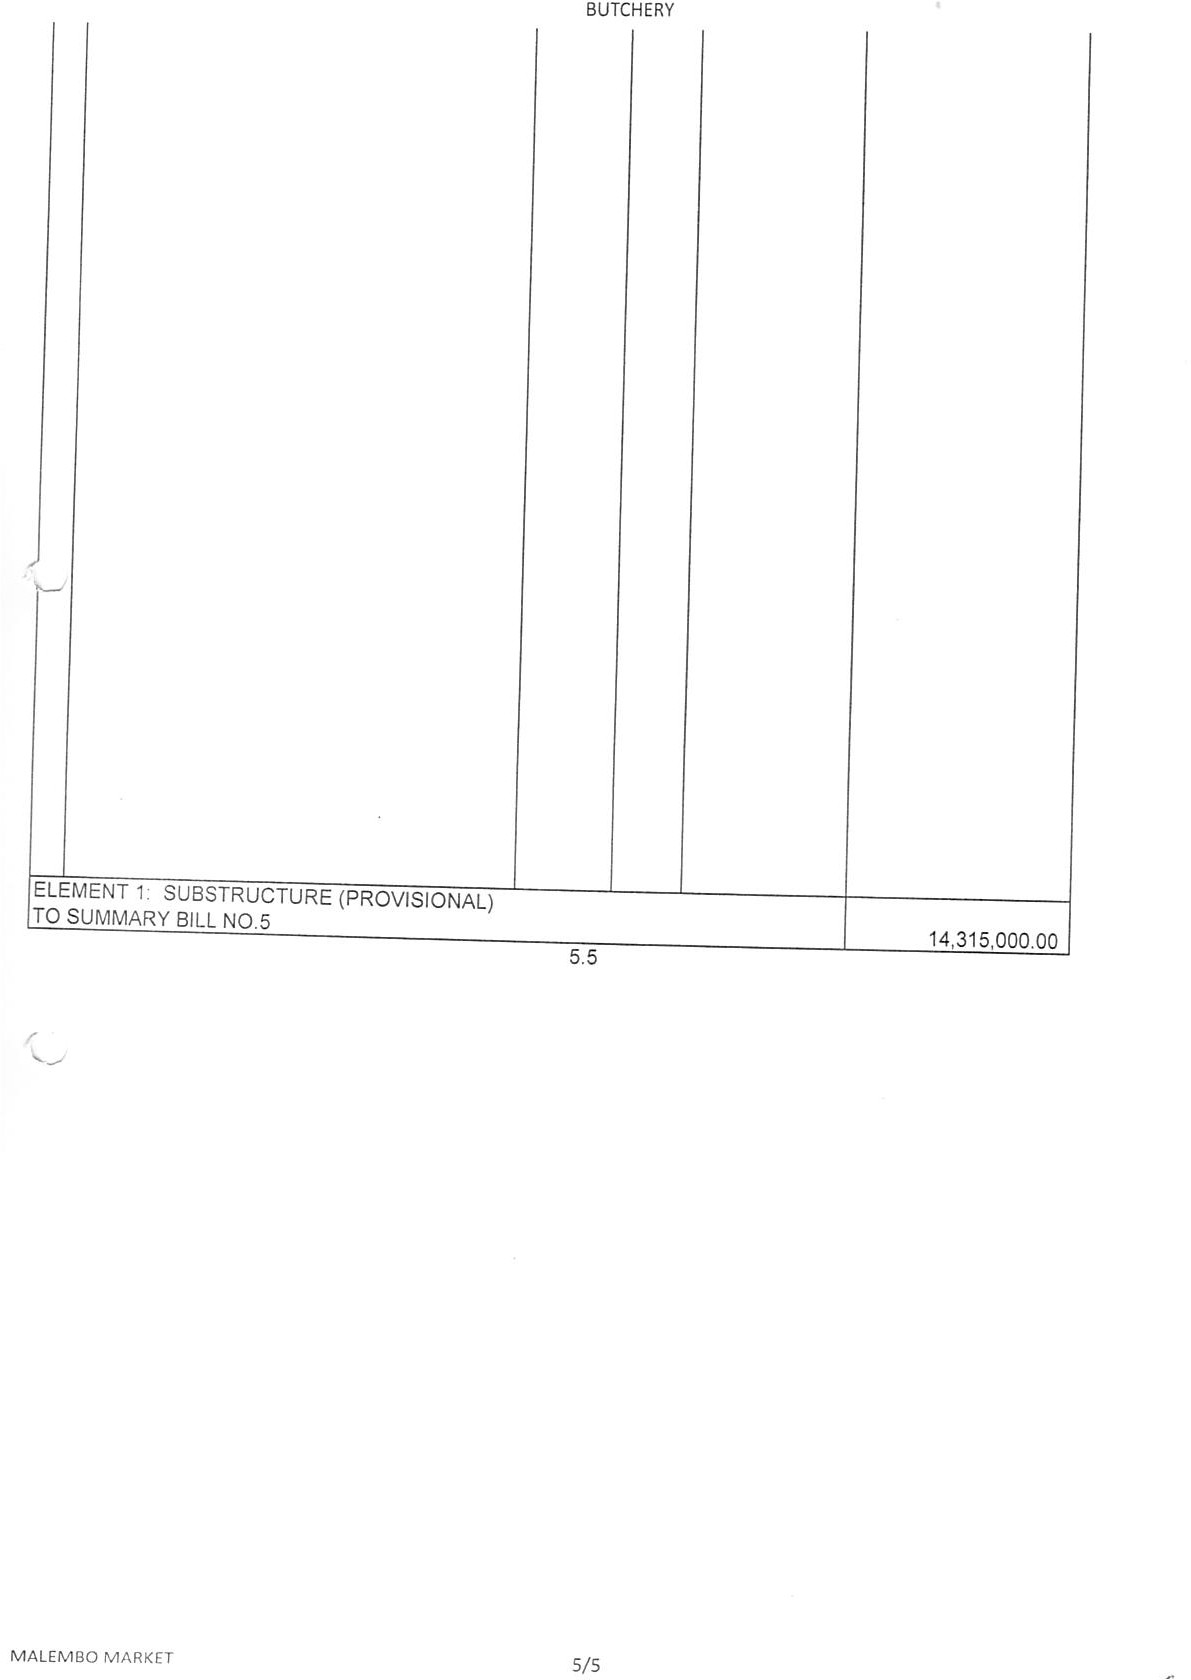 BUTCHERY
ELEMENT 1: SUBSTRUCTURE (PROVISIONAL)
TO SUMMARY BILL NO.5
14,315,000.00
5.5
MALEMBO MARKET
5/5